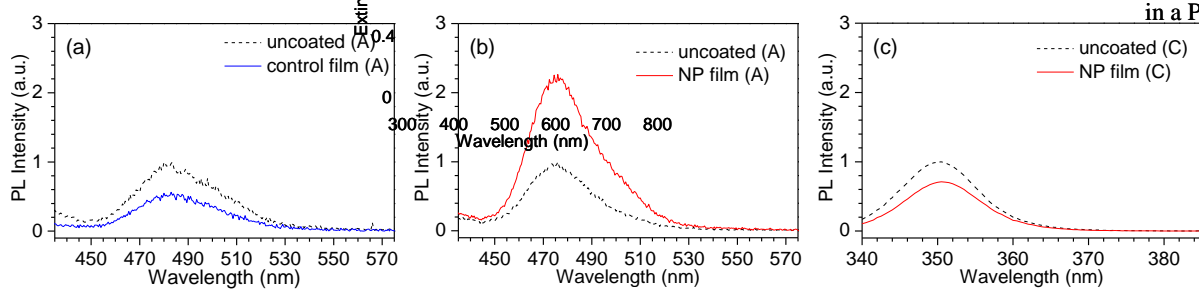 in a P
3
(a)
uncoated (A)
control film (A)
2
1
0
PL Intensity (a.u.)
450 470 490 510 530 550 570
Wavelength (nm)
Extin
0.4
0
300 400 500 600 700 800
Wavelength (nm)
3
(b)
uncoated (A)
NP film (A)
2
1
0
PL Intensity (a.u.)
450 470 490 510 530 550 570
Wavelength (nm)
3
(c)
uncoated (C)
NP film (C)
2
1
0
PL Intensity (a.u.)
340 350 360 370 380
Wavelength (nm)